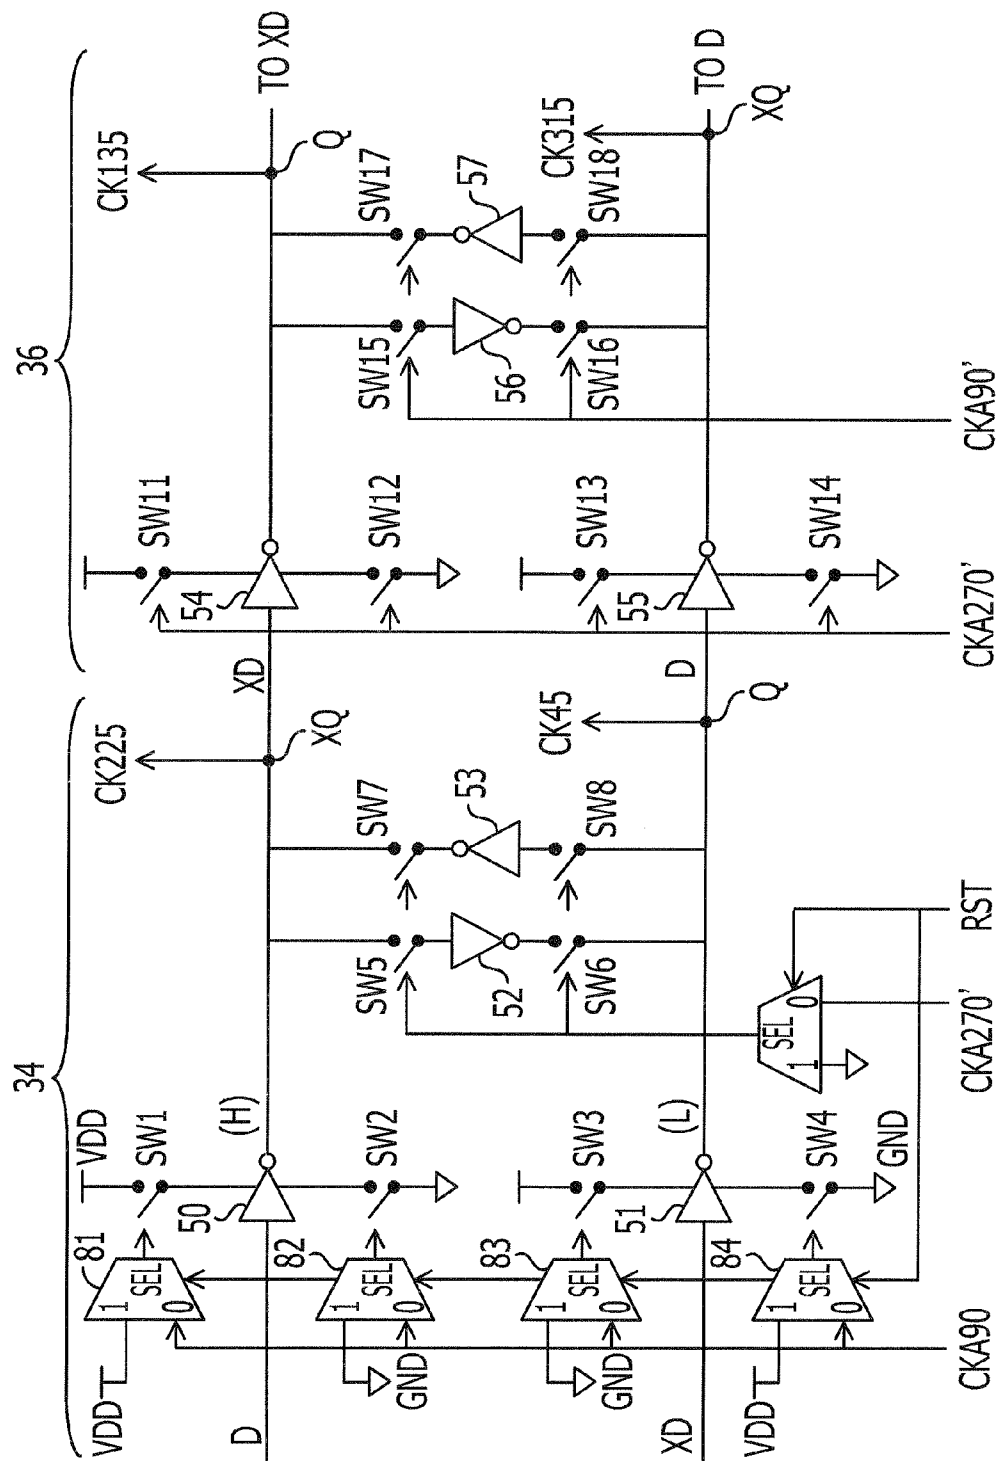 34
36
VDD
81
1
SEL
0
VDD
SW1
CK225
SW11
CK135
D
50
(H)
XQ
XD
54
Q
TO XD
82
1
SEL
0
GND
SW2
SW5
SW7
SW12
SW15
SW17
52
53
56
57
83
1
SEL
0
GND
SW3
SW6
SW8
CK45
SW13
SW16
SW18
CK315
XD
51
(L)
Q
D
55
XQ
TO D
84
1
SEL
0
VDD
SW4
GND
SEL
1
0
SW14
CKA90
CKA270'
RST
CKA270'
CKA90'